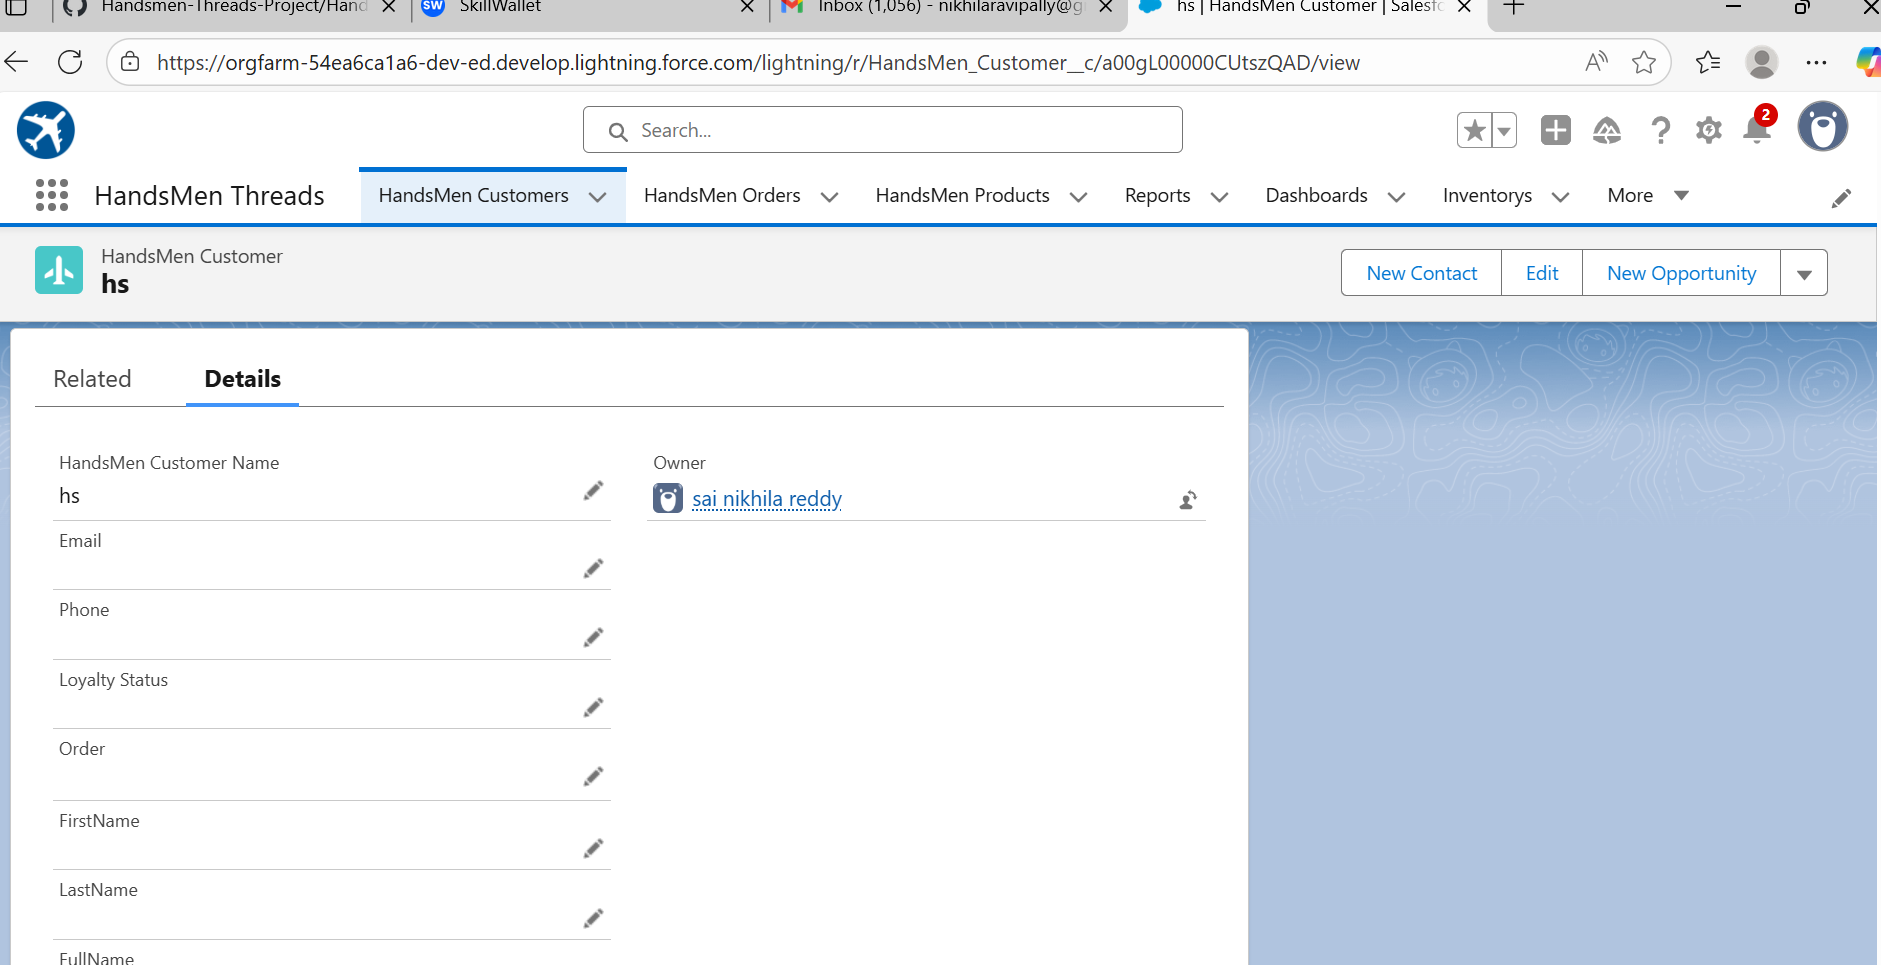 Handsmen-Threads-Project/Hand
SW SkillWallet
Inbox (1,056) - nikhilaravipally@g
hs | HandsMen Customer | Salesfo
https://orgfarm-54ea6ca1a6-dev-ed.develop.lightning.force.com/lightning/r/HandsMen_Customer__c/a00gL00000CUtszQAD/view
Search...
2
HandsMen Threads
HandsMen Customers
HandsMen Orders
HandsMen Products
Reports
Dashboards
Inventorys
More
HandsMen Customer
hs
New Contact
Edit
New Opportunity
Related
Details
HandsMen Customer Name
hs
Owner
sai nikhila reddy
Email
Phone
Loyalty Status
Order
FirstName
LastName
FullName